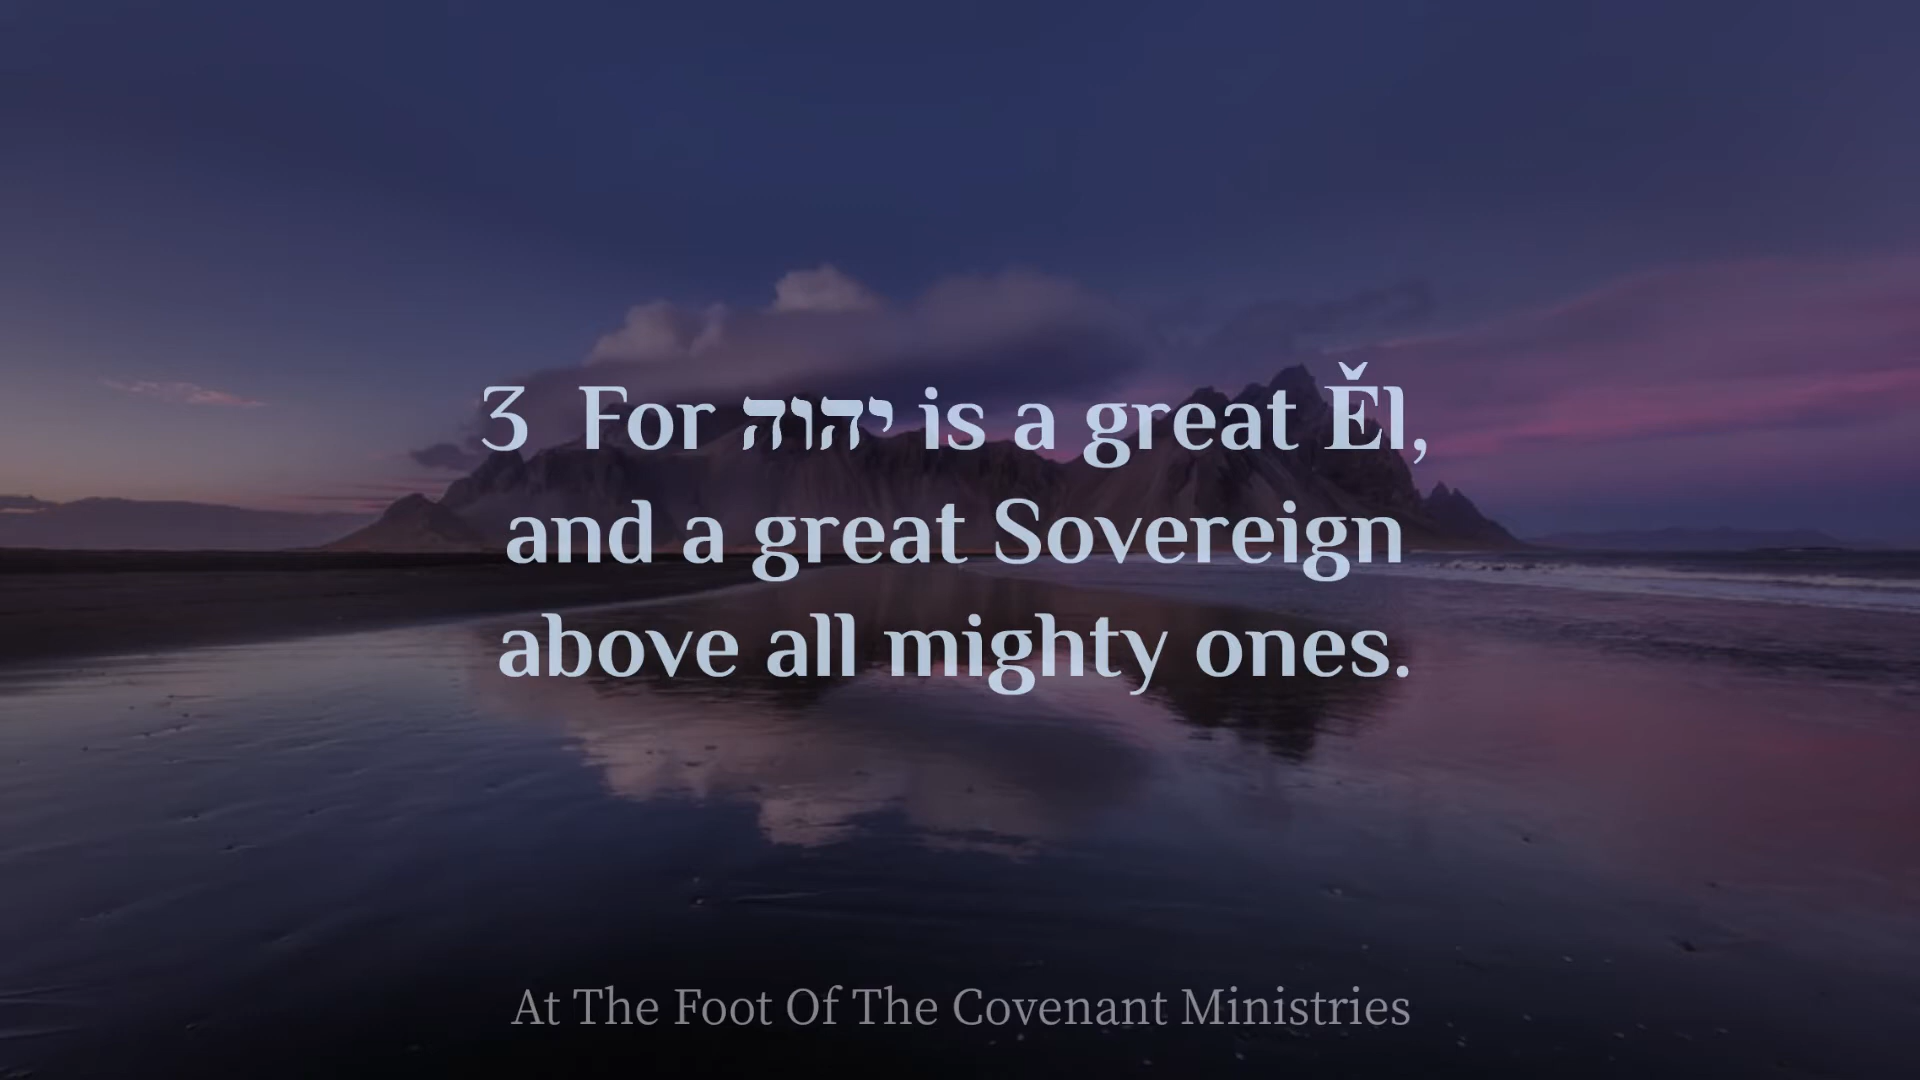 3 For יהוה is a great Ěl,
and a great Sovereign
above all mighty ones.
At The Foot Of The Covenant Ministries